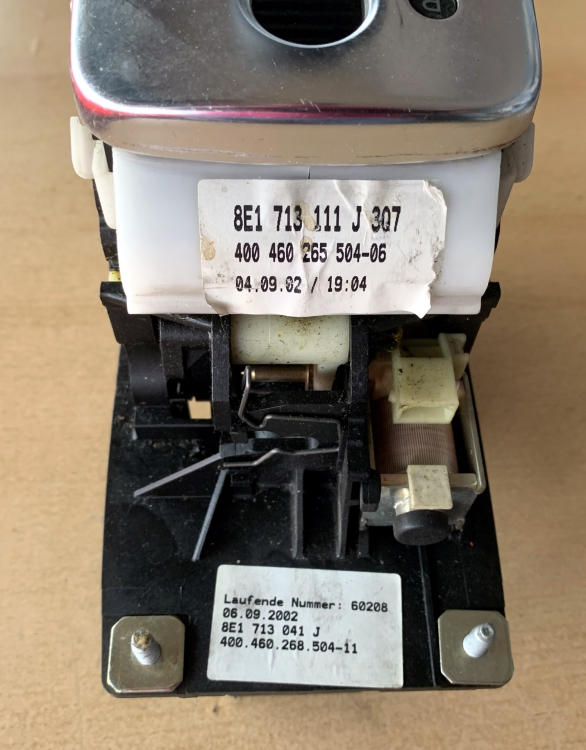 D
8E1 713 111 J 3Q7
400 460 265 504-06
04.09.02 / 19:04
Laufende Nummer: 60208
06.09.2002
8E1 713 041 J
400.460.268.504-11